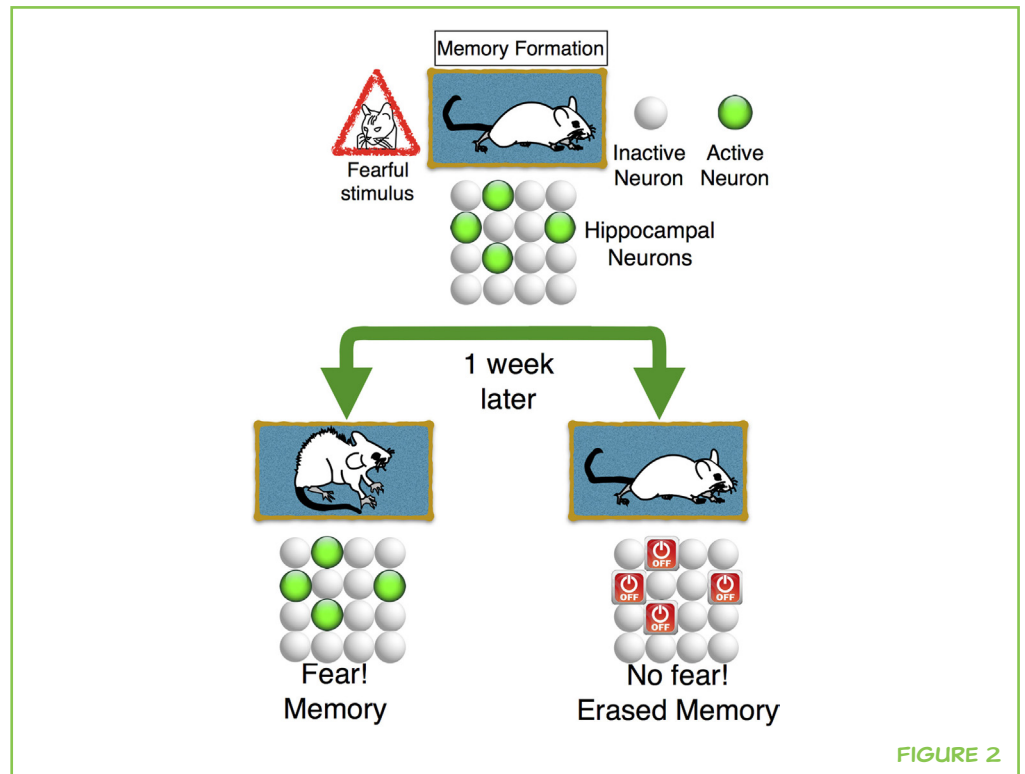 Memory Formation
Fearful
stimulus
Inactive
Neuron
Active
Neuron
Hippocampal
Neurons
1 week
later
OFF
OFF
OFF
OFF
Fear!
Memory
No fear!
Erased Memory
FIGURE 2